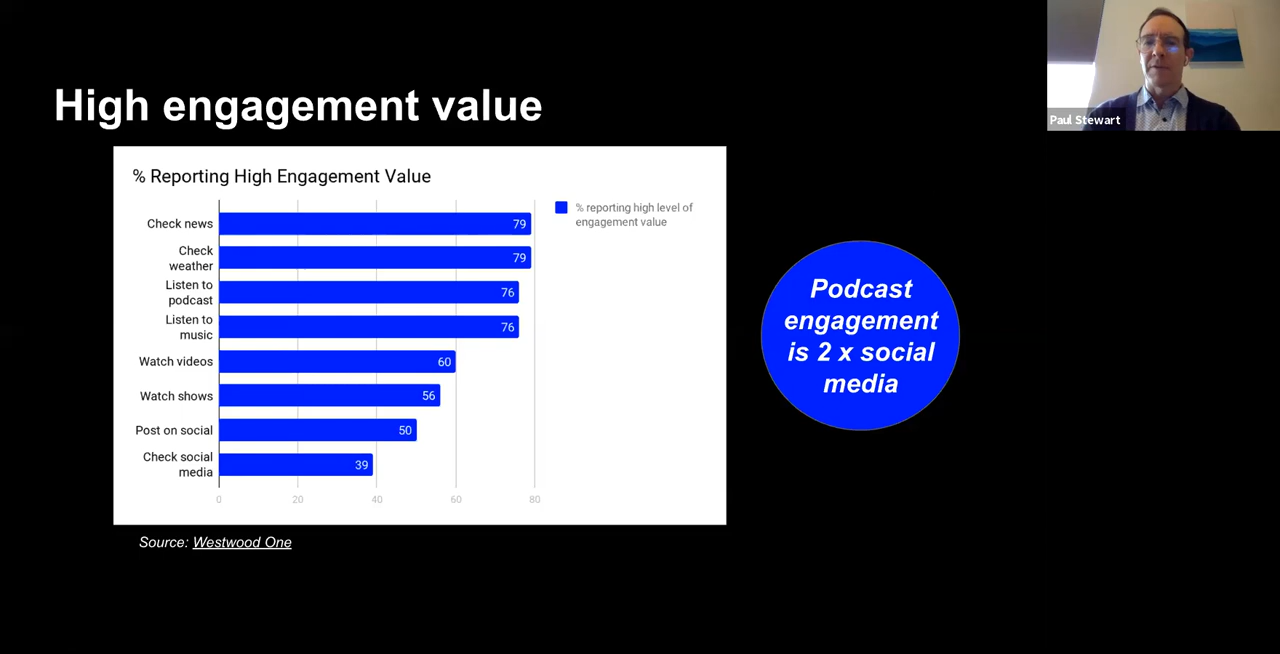 High engagement value
% Reporting High Engagement Value
% reporting high level of
engagement value
Check news
79
Check
weather
79
Listen to
podcast
76
Listen to
music
76
Watch videos
60
Watch shows
56
Post on social
50
Check social
media
39
0 20 40 60 80
Source: Westwood One
Podcast
engagement
is 2 x social
media
Paul Stewart